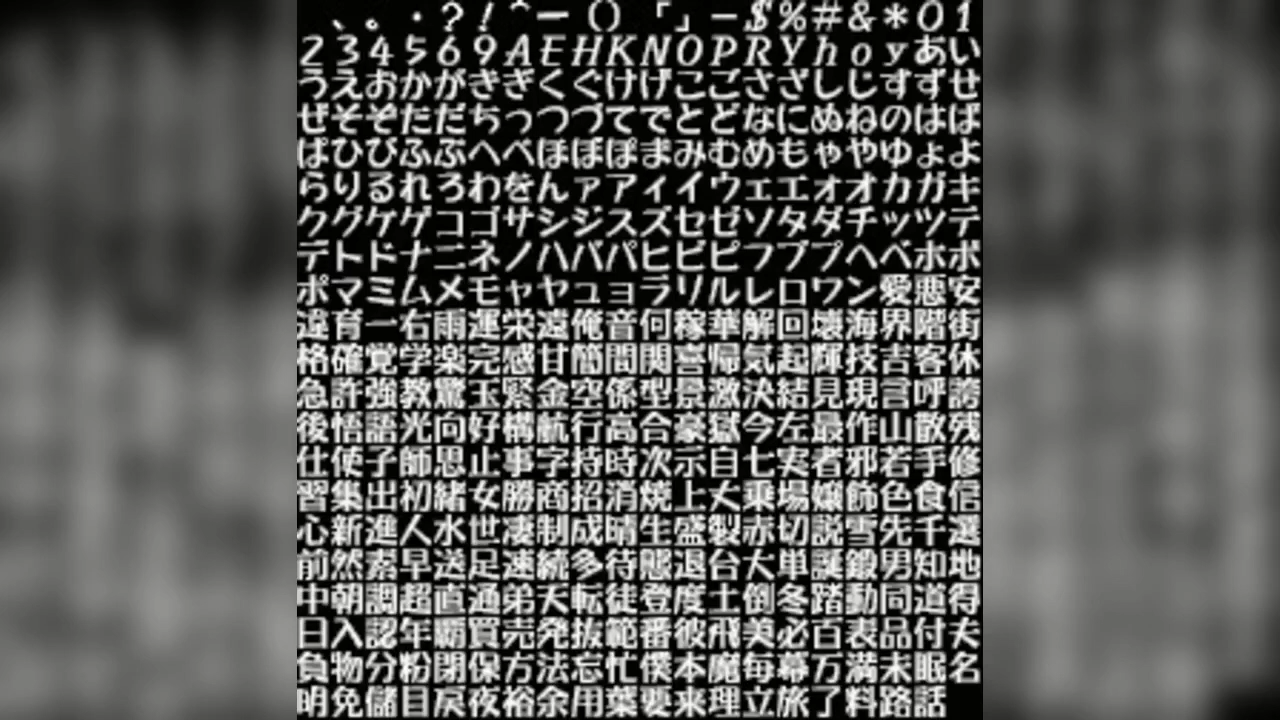 、。・?!^ー()「」−$%#&*01
234569AEHKNOPRYhoyあい
うえおかがきぎくぐけげこごさざしじすずせ
ぜそぞただちっつづてでとどなにぬねのはば
ぱひびふぶへべほぼぽまみむめもゃやゆょよ
らりるれろわをんァアィイウェエォオカガキ
クグケゲコゴサシジスズセゼソタダチッツテ
デトドナニネノハバパヒビピフブプヘベホボ
ポマミムメモャヤュョラリルレロワン愛悪安
違育一右雨運栄遠俺音何稼華解回壊海界階街
格確覚学楽完感甘簡間関喜帰気起輝技吉客休
急許強教驚玉緊金空係型景激決結見現言呼誇
後悟語光向好構航行高合豪獄今左最作山散残
仕使子師思止事字持時次示自七実者邪若手修
習集出初緒女勝商招消焼上丈乗場嬢飾色食信
心新進人水世凄制成晴生盛製赤切説雪先千選
前然素早送足速続多待態退台大単誕鍛男知地
中朝調超直通弟天転徒登度土倒冬踏動同道得
日入認年覇買売発抜範番彼飛美必百表品付夫
負物分粉閉保方法忘忙僕本魔毎幕万満末眠名
明免儲目戻夜裕余用葉要来理立旅了料路話